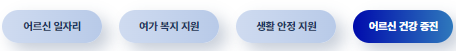 어르신 일자리
여가 복지 지원
생활 안정 지원
어르신 건강 증진